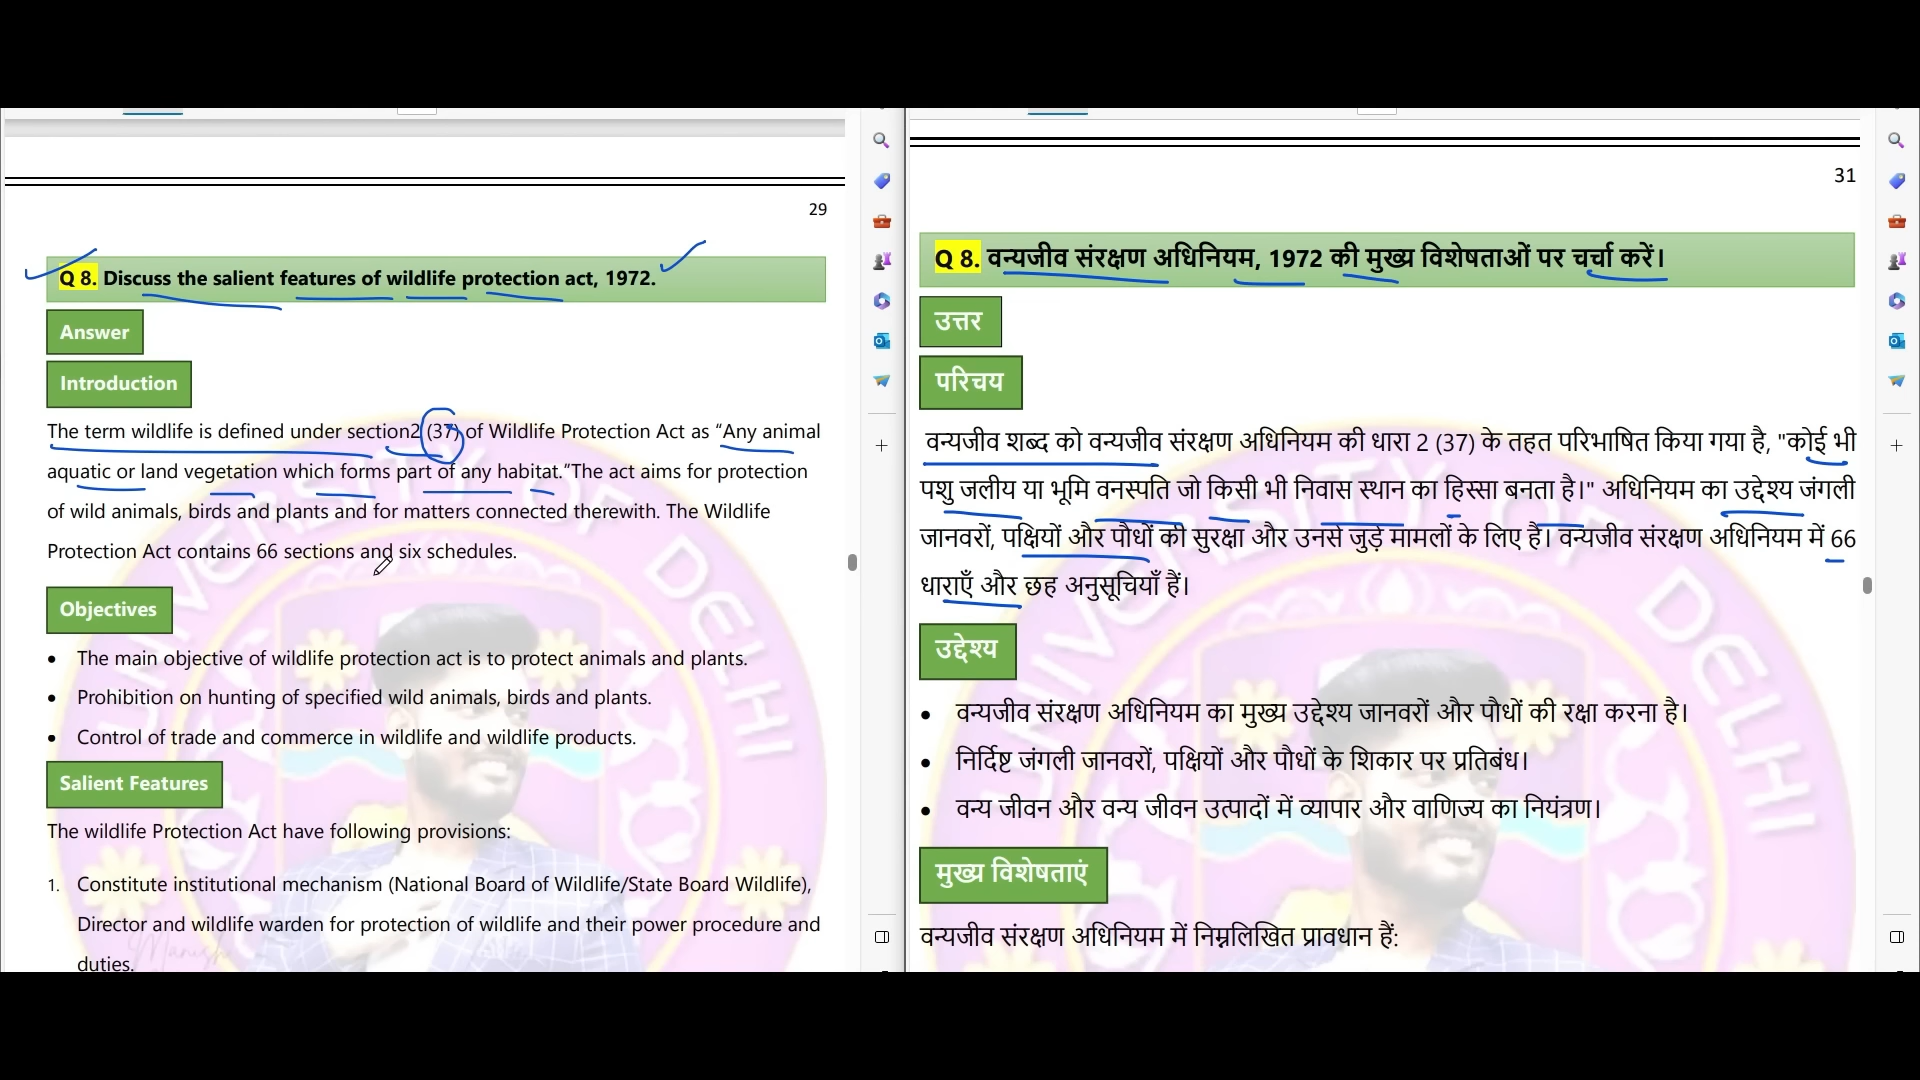 29
Q 8. Discuss the salient features of wildlife protection act, 1972.
Answer
Introduction
The term wildlife is defined under section2 (37) of Wildlife Protection Act as “Any animal
aquatic or land vegetation which forms part of any habitat.”The act aims for protection
of wild animals, birds and plants and for matters connected therewith. The Wildlife
Protection Act contains 66 sections and six schedules.
Objectives
• The main objective of wildlife protection act is to protect animals and plants.
• Prohibition on hunting of specified wild animals, birds and plants.
• Control of trade and commerce in wildlife and wildlife products.
Salient Features
The wildlife Protection Act have following provisions:
1. Constitute institutional mechanism (National Board of Wildlife/State Board Wildlife),
Director and wildlife warden for protection of wildlife and their power procedure and
duties.
UNIVERSITY OF DELHI
Manish
31
Q 8. वन्यजीव संरक्षण अधिनियम, 1972 की मुख्य विशेषताओं पर चर्चा करें।
उत्तर
परिचय
वन्यजीव शब्द को वन्यजीव संरक्षण अधिनियम की धारा 2 (37) के तहत परिभाषित किया गया है, "कोई भी
पशु जलीय या भूमि वनस्पति जो किसी भी निवास स्थान का हिस्सा बनता है।" अधिनियम का उद्देश्य जंगली
जानवरों, पक्षियों और पौधों की सुरक्षा और उनसे जुड़े मामलों के लिए है। वन्यजीव संरक्षण अधिनियम में 66
धाराएँ और छह अनुसूचियाँ हैं।
उद्देश्य
• वन्यजीव संरक्षण अधिनियम का मुख्य उद्देश्य जानवरों और पौधों की रक्षा करना है।
• निर्दिष्ट जंगली जानवरों, पक्षियों और पौधों के शिकार पर प्रतिबंध।
• वन्य जीवन और वन्य जीवन उत्पादों में व्यापार और वाणिज्य का नियंत्रण।
मुख्य विशेषताएं
वन्यजीव संरक्षण अधिनियम में निम्नलिखित प्रावधान हैं:
UNIVERSITY OF DELHI